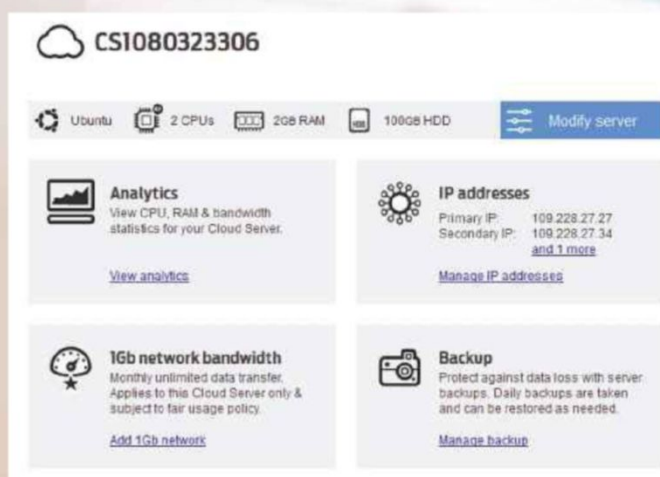 CS1080323306
Ubuntu 2 CPUs 2GB RAM 100GB HDD Modify server
Analytics
View CPU, RAM & bandwidth
statistics for your Cloud Server.
View analytics
IP addresses
Primary IP: 109.228.27.27
Secondary IP: 109.228.27.34
and 1 more
Manage IP addresses
1Gb network bandwidth
Monthly unlimited data transfer.
Applies to this Cloud Server only &
subject to fair usage policy.
Add 1Gb network
Backup
Protect against data loss with server
backups. Daily backups are taken
and can be restored as needed.
Manage backup